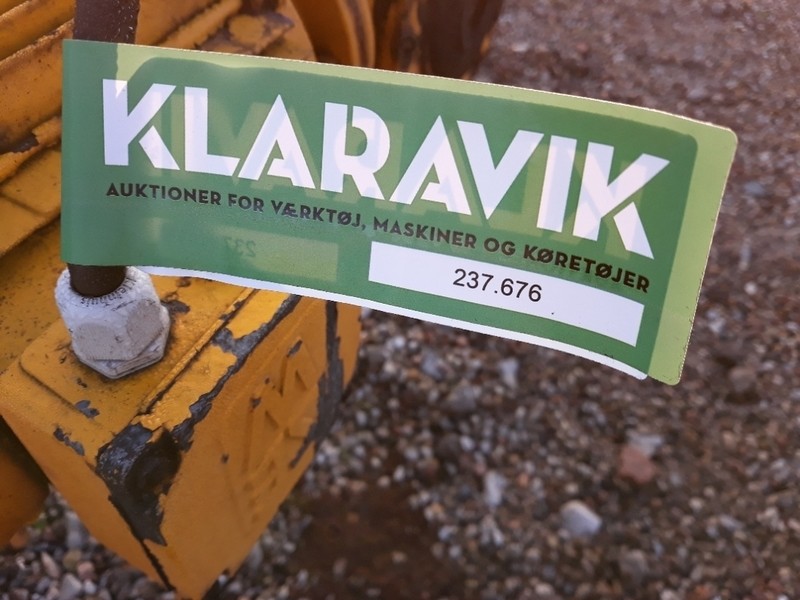 KLARAVIK
AUKTIONER FOR VÆRKTØJ, MASKINER OG KØRETØJER
237.676